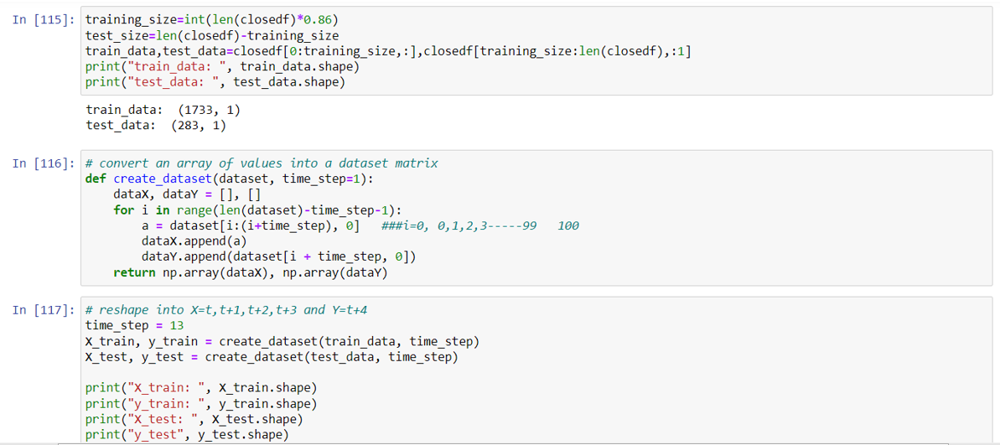 In [115]: training_size=int(len(closedf)*0.86)
test_size=len(closedf)-training_size
train_data,test_data=closedf[0:training_size,:],closedf[training_size:len(closedf),:1]
print("train_data: ", train_data.shape)
print("test_data: ", test_data.shape)
train_data:  (1733, 1)
test_data:  (283, 1)
In [116]: # convert an array of values into a dataset matrix
def create_dataset(dataset, time_step=1):
    dataX, dataY = [], []
    for i in range(len(dataset)-time_step-1):
        a = dataset[i:(i+time_step), 0]   ###i=0, 0,1,2,3-----99   100
        dataX.append(a)
        dataY.append(dataset[i + time_step, 0])
    return np.array(dataX), np.array(dataY)
In [117]: # reshape into X=t,t+1,t+2,t+3 and Y=t+4
time_step = 13
X_train, y_train = create_dataset(train_data, time_step)
X_test, y_test = create_dataset(test_data, time_step)
print("X_train: ", X_train.shape)
print("y_train: ", y_train.shape)
print("X_test: ", X_test.shape)
print("y_test", y_test.shape)